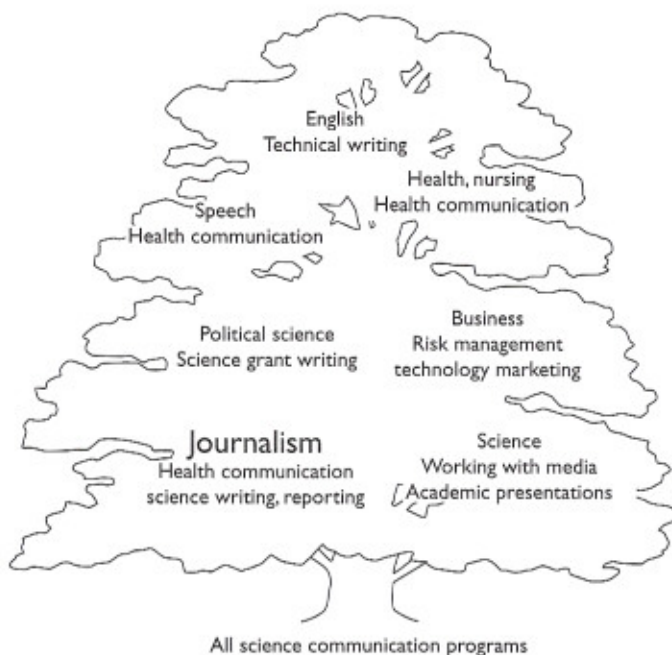 English
Technical writing
Health, nursing
Health communication
Speech
Health communication
Political science
Science grant writing
Business
Risk management
technology marketing
Journalism
Health communication
science writing, reporting
Science
Working with media
Academic presentations
All science communication programs